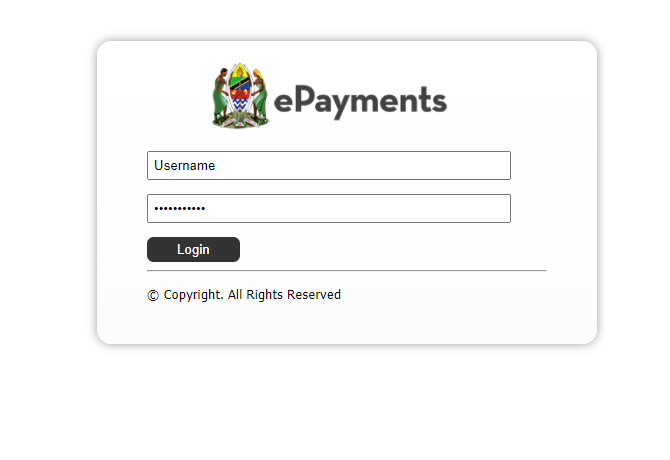 ePayments
Username
•••••••••••
Login
© Copyright. All Rights Reserved